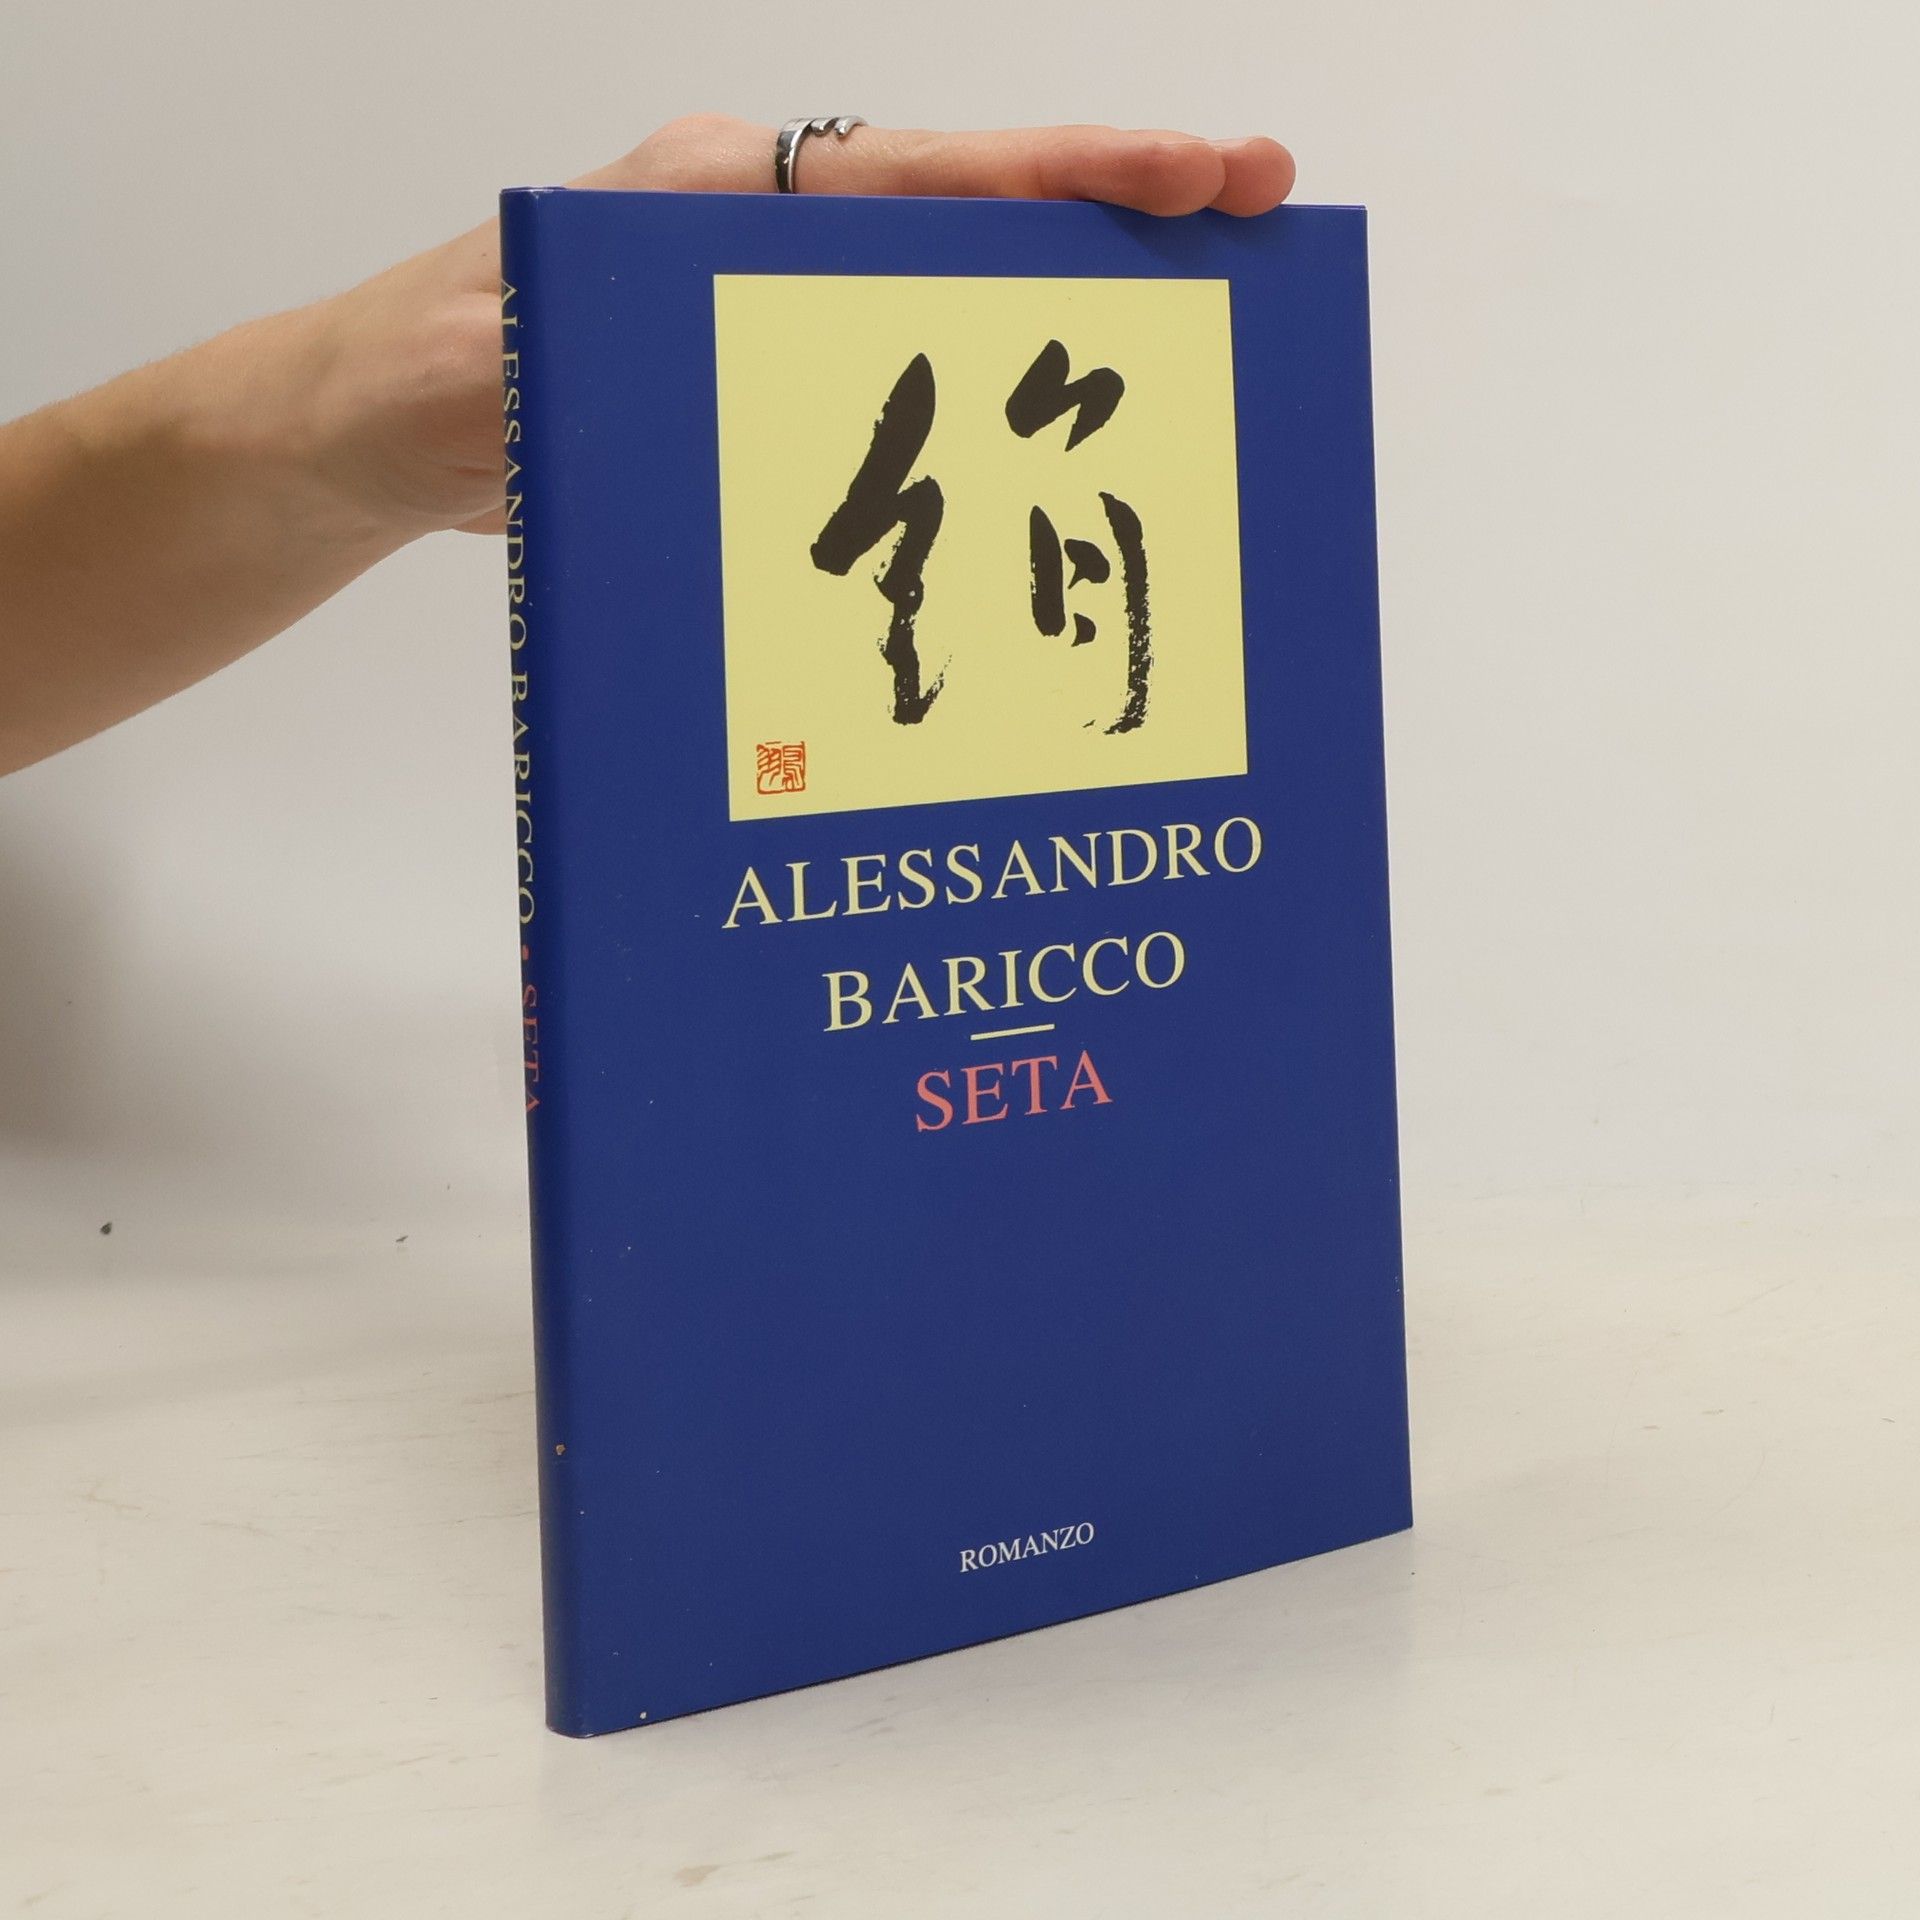 絹
ALESSANDRO
BARICCO
SETA
ROMANZO
ALESSANDRO BARICCO • SETA